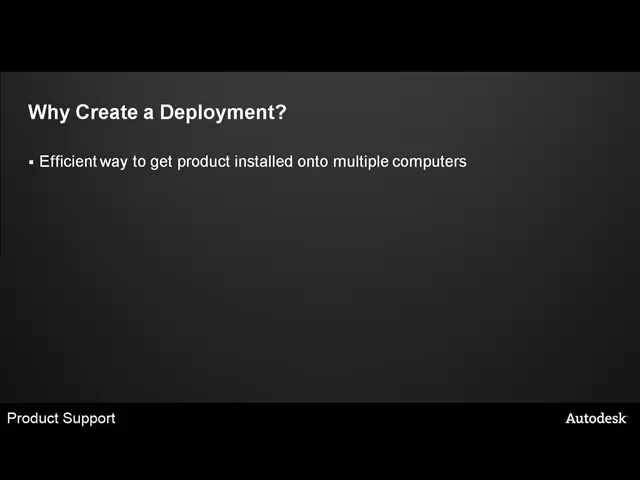 Why Create a Deployment?
▪ Efficient way to get product installed onto multiple computers
Product Support
Autodesk